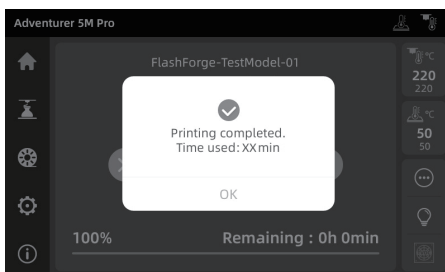 Adventurer 5M Pro
FlashForge-TestModel-01
°C
220
220
Printing completed.
Time used: XXmin
°C
50
50
OK
100%
Remaining : 0h 0min